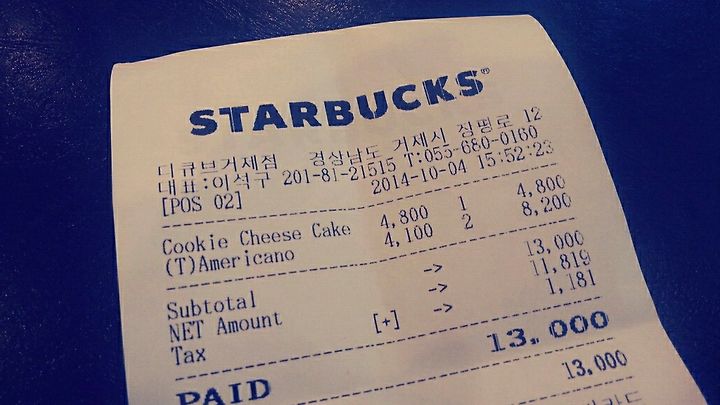 STARBUCKS®
디큐브거제점 경상남도 거제시 장평로 12
대표:이석구 201-81-21515 T:055-680-0160
[POS 02] 2014-10-04 15:52:23
Cookie Cheese Cake 4,800 1 4,800
(T)Americano 4,100 2 8,200
Subtotal -> 13,000
NET Amount -> 11,819
Tax [+] -> 1,181
PAID 13,000
13,000